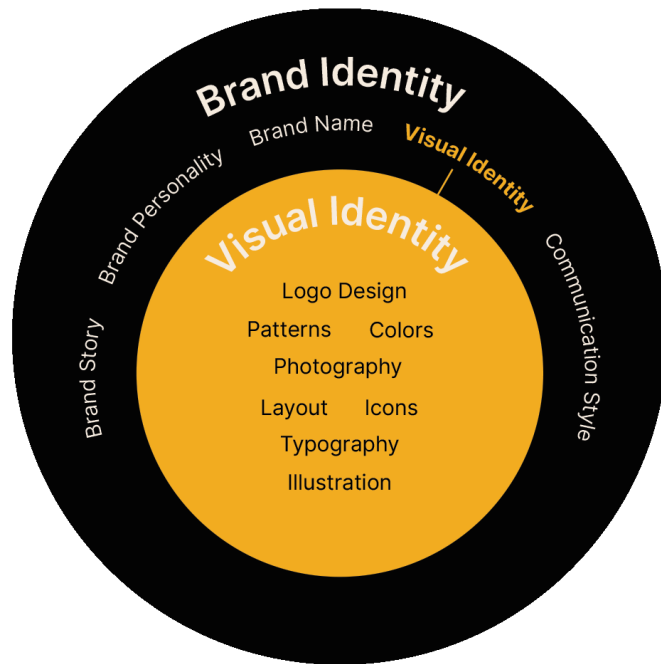 Brand Identity
Brand Story
Brand Personality
Brand Name
Visual Identity
Communication Style
Visual Identity
Logo Design
Patterns Colors
Photography
Layout Icons
Typography
Illustration